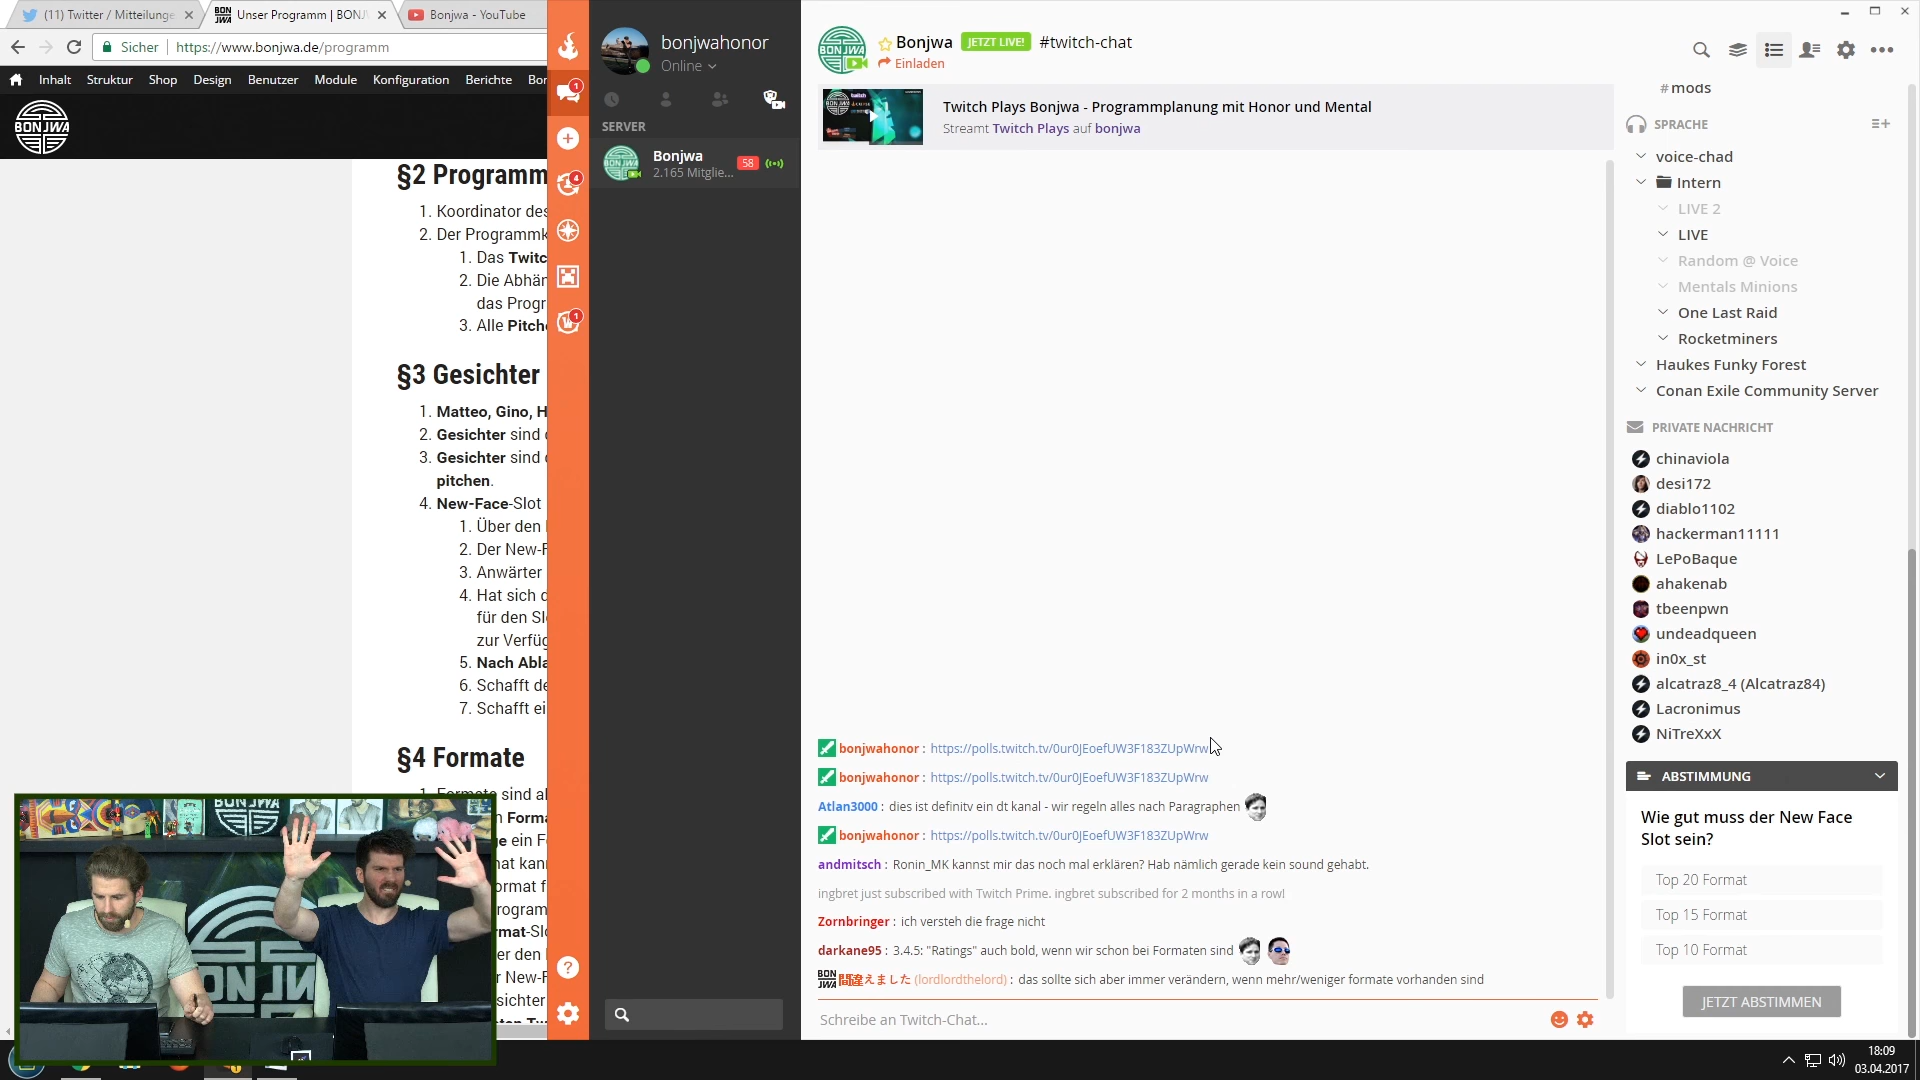 (11) Twitter / Mitteilunge
Unser Programm | BONJW
Bonjwa - YouTube
Sicher
https://www.bonjwa.de/programm
Inhalt Struktur Shop Design Benutzer Module Konfiguration Berichte Bon
BONJWA
§2 Programm
1. Koordinator des
2. Der Programmk
1. Das Twitc
2. Die Abhän
das Progr
3. Alle Pitche
§3 Gesichter
1. Matteo, Gino, H
2. Gesichter sind
3. Gesichter sind
pitchen.
4. New-Face-Slot
1. Über den
2. Der New-F
3. Anwärter
4. Hat sich d
für den Slo
zur Verfüg
5. Nach Abla
6. Schafft de
7. Schafft ei
§4 Formate
1. Formate sind al
bonjwahonor
Online
SERVER
Bonjwa
2.165 Mitglie...
58
1
4
1
Bonjwa JETZT LIVE! #twitch-chat
Einladen
Twitch Plays Bonjwa - Programmplanung mit Honor und Mental
Streamt Twitch Plays auf bonjwa
bonjwahonor : https://polls.twitch.tv/0ur0JEoefUW3F183ZUpWrw
bonjwahonor : https://polls.twitch.tv/0ur0JEoefUW3F183ZUpWrw
Atlan3000 : dies ist definitv ein dt kanal - wir regeln alles nach Paragraphen
bonjwahonor : https://polls.twitch.tv/0ur0JEoefUW3F183ZUpWrw
andmitsch : Ronin_MK kannst mir das noch mal erklären? Hab nämlich gerade kein sound gehabt.
ingbret just subscribed with Twitch Prime. ingbret subscribed for 2 months in a row!
Zornbringer : ich versteh die frage nicht
darkane95 : 3.4.5: "Ratings" auch bold, wenn wir schon bei Formaten sind
間違えました (lordlordthelord) : das sollte sich aber immer verändern, wenn mehr/weniger formate vorhanden sind
Schreibe an Twitch-Chat...
#mods
SPRACHE
voice-chad
Intern
LIVE 2
LIVE
Random @ Voice
Mentals Minions
One Last Raid
Rocketminers
Haukes Funky Forest
Conan Exile Community Server
PRIVATE NACHRICHT
chinaviola
desi172
diablo1102
hackerman11111
LePoBaque
ahakenab
tbeenpwn
undeadqueen
in0x_st
alcatraz8_4 (Alcatraz84)
Lacronimus
NiTreXxX
ABSTIMMUNG
Wie gut muss der New Face
Slot sein?
Top 20 Format
Top 15 Format
Top 10 Format
JETZT ABSTIMMEN
18:09
03.04.2017